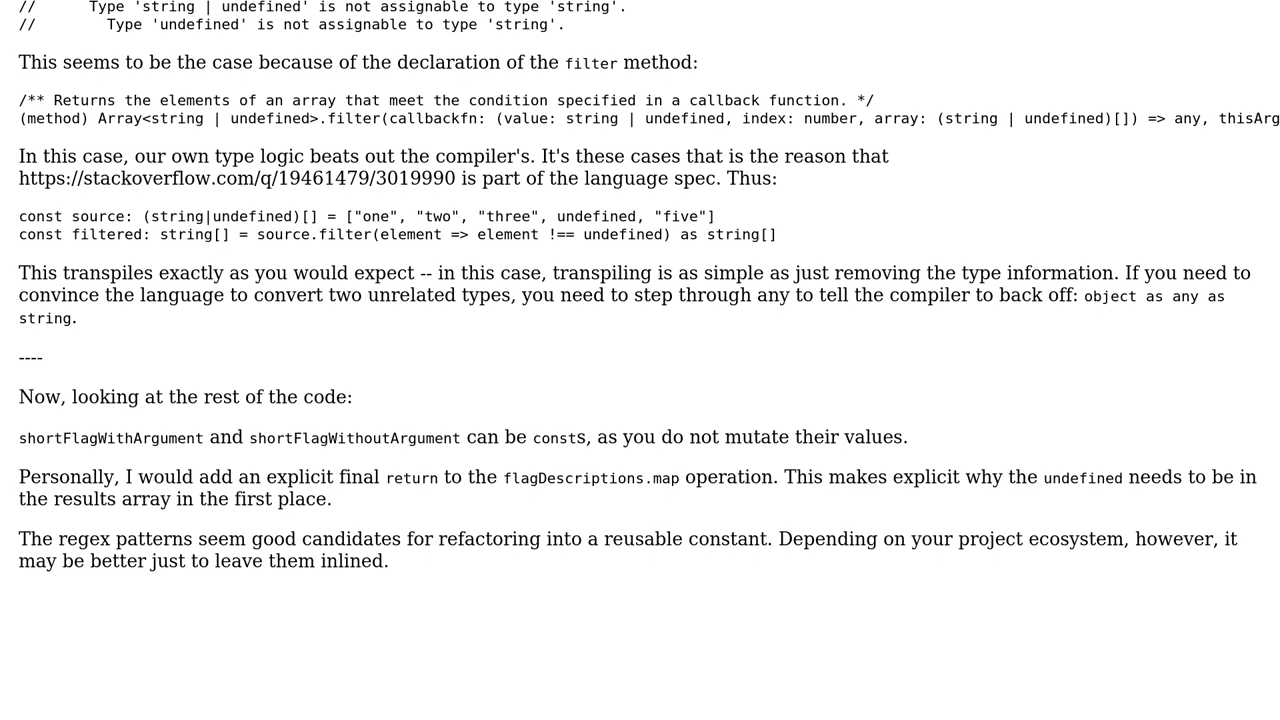 //      Type 'string | undefined' is not assignable to type 'string'.
//        Type 'undefined' is not assignable to type 'string'.
This seems to be the case because of the declaration of the filter method:
/** Returns the elements of an array that meet the condition specified in a callback function. */
(method) Array<string | undefined>.filter(callbackfn: (value: string | undefined, index: number, array: (string | undefined)[]) => any, thisArg
In this case, our own type logic beats out the compiler's. It's these cases that is the reason that
https://stackoverflow.com/q/19461479/3019990 is part of the language spec. Thus:
const source: (string|undefined)[] = ["one", "two", "three", undefined, "five"]
const filtered: string[] = source.filter(element => element !== undefined) as string[]
This transpiles exactly as you would expect -- in this case, transpiling is as simple as just removing the type information. If you need to
convince the language to convert two unrelated types, you need to step through any to tell the compiler to back off: object as any as
string.
----
Now, looking at the rest of the code:
shortFlagWithArgument and shortFlagWithoutArgument can be consts, as you do not mutate their values.
Personally, I would add an explicit final return to the flagDescriptions.map operation. This makes explicit why the undefined needs to be in
the results array in the first place.
The regex patterns seem good candidates for refactoring into a reusable constant. Depending on your project ecosystem, however, it
may be better just to leave them inlined.